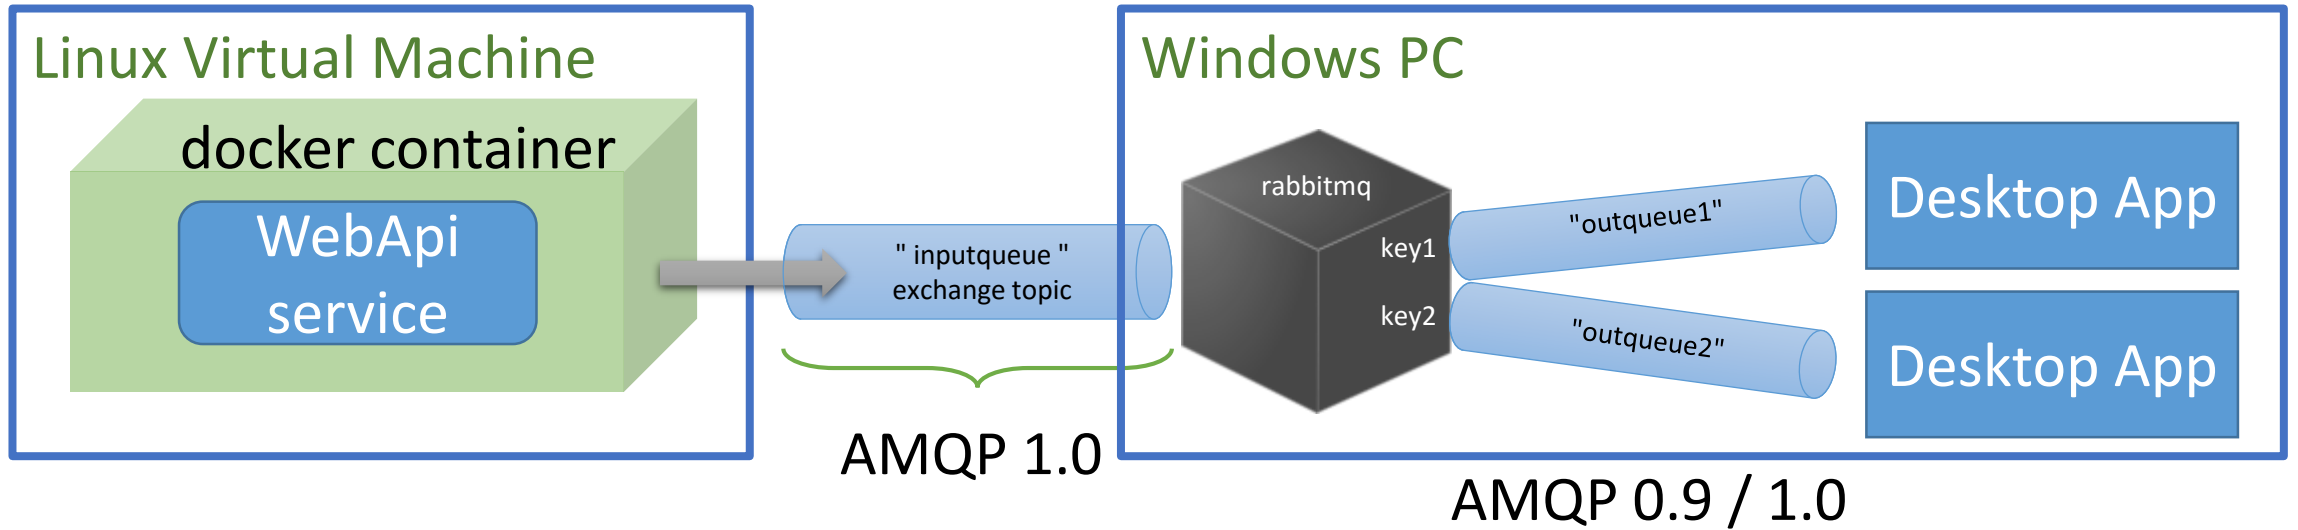 Linux Virtual Machine
docker container
WebApi
service
" inputqueue "
exchange topic
AMQP 1.0
Windows PC
rabbitmq
key1
key2
"outqueue1"
"outqueue2"
Desktop App
Desktop App
AMQP 0.9 / 1.0